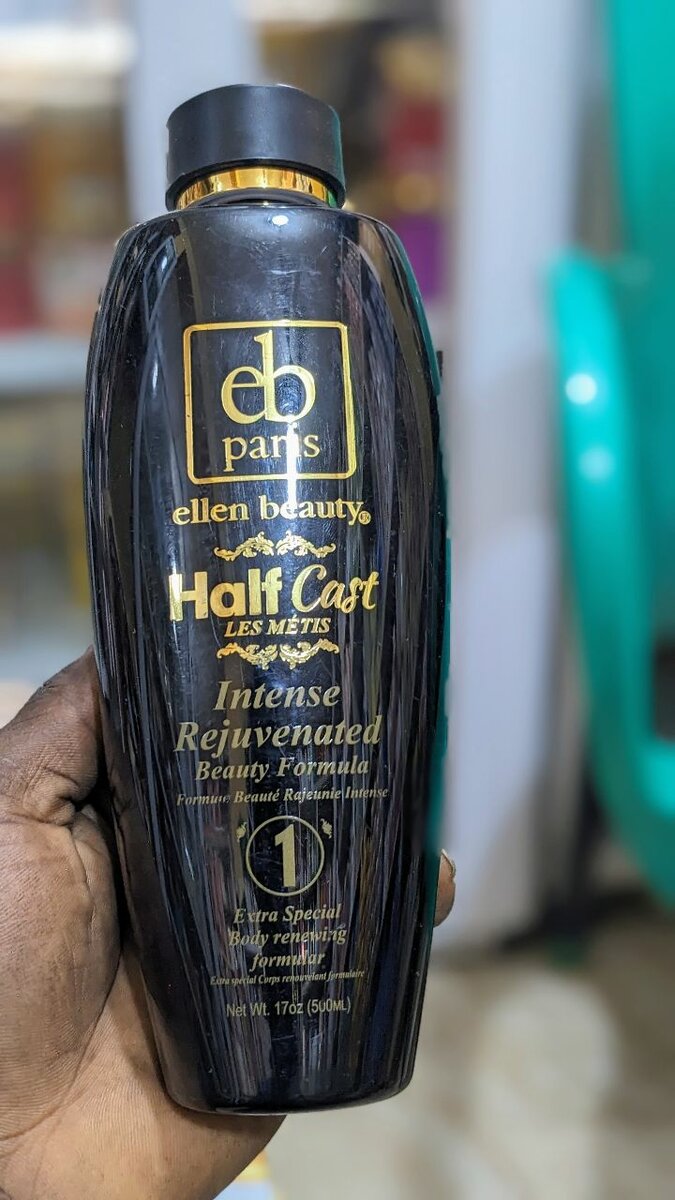 eb
paris
ellen beauty®
Half Cast
LES MÉTIS
Intense
Rejuvenated
Beauty Formula
Formule Beauté Rajeunie Intense
1
Extra Special
Body renewing
formular
Extra special Corps renouvelant formulaire
Net Wt. 17oz (500ML)